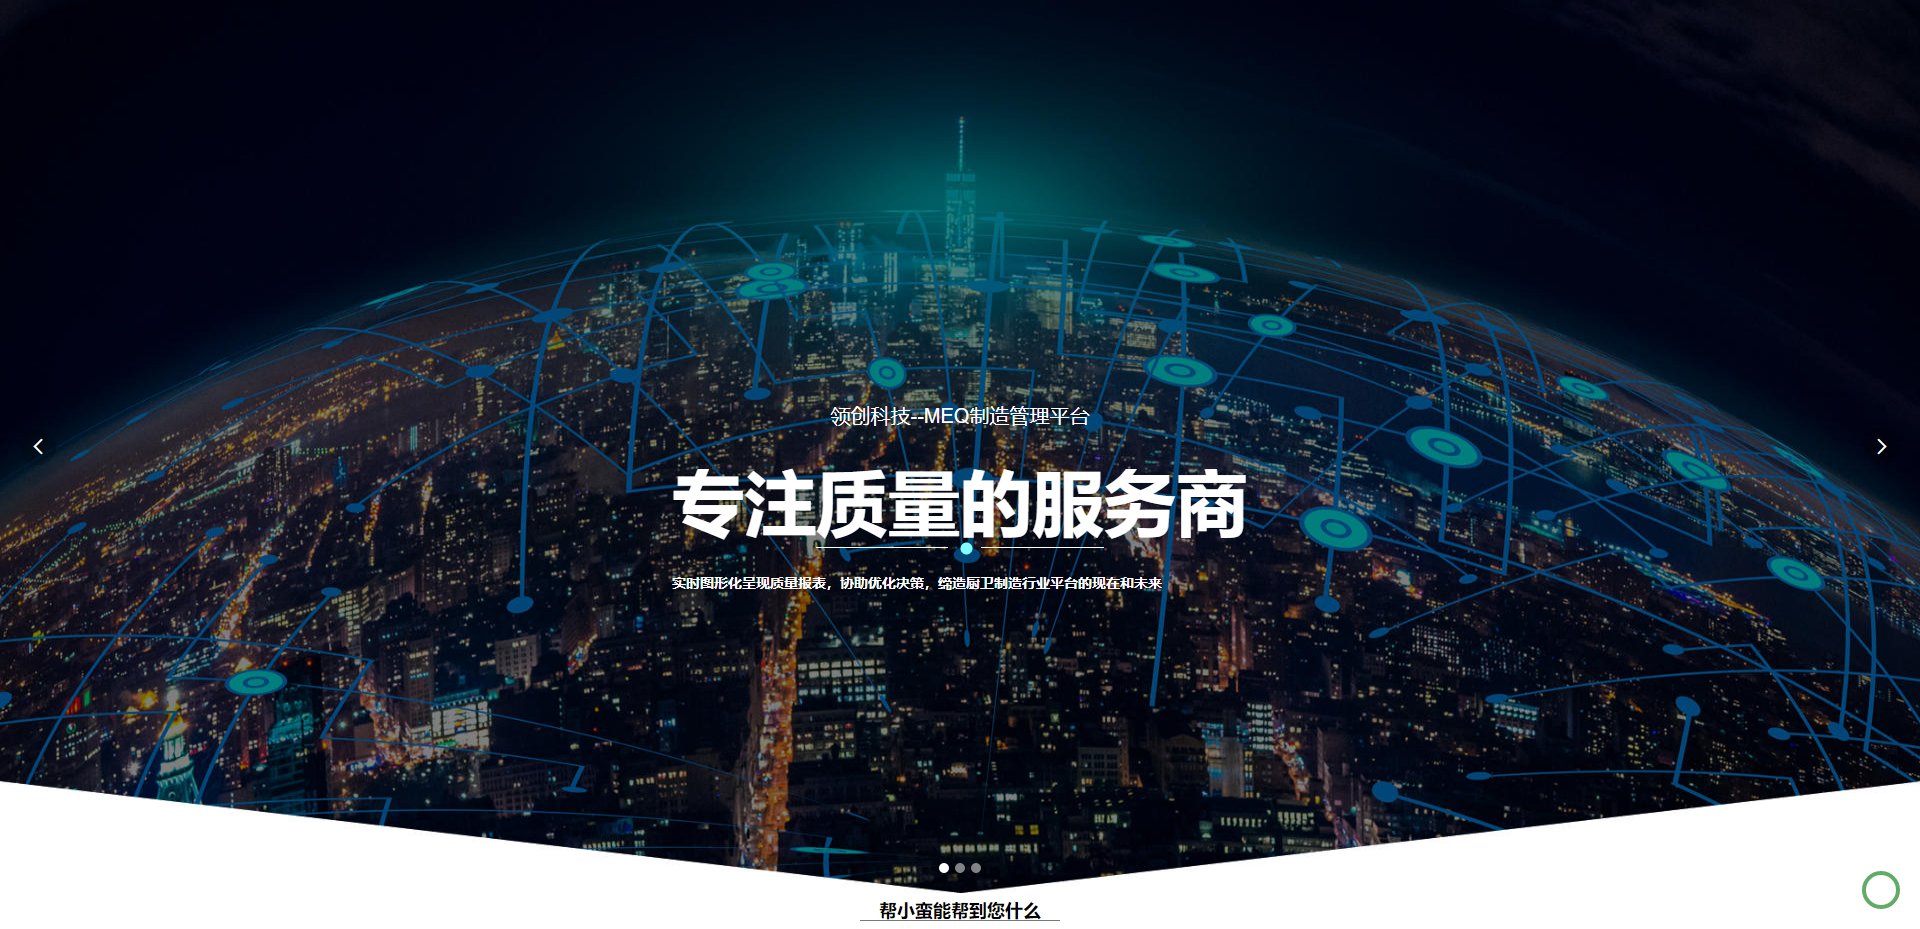 领创科技--MEQ制造管理平台
专注质量的服务商
实时图形化呈现质量报表，协助优化决策，缔造厨卫制造行业平台的现在和未来
帮小蛮能帮到您什么